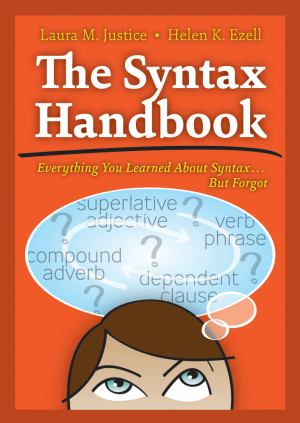 Laura M. Justice • Helen K. Ezell
The Syntax
Handbook
Everything You Learned About Syntax...
But Forgot
superlative
? adjective
verb ?
phrase
?
compound
adverb
?
dependent
clause
?
?